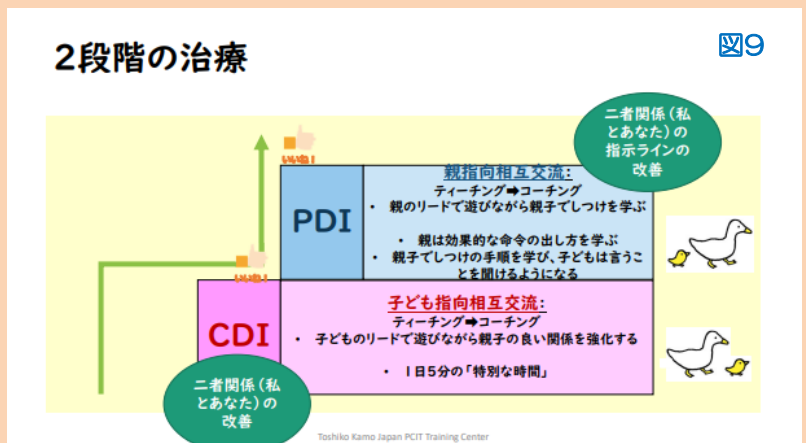 2段階の治療
図9
二者関係（私
とあなた）の
指示ラインの
改善
いいね！
PDI
親指向相互交流:
ティーチング➡コーチング
• 親のリードで遊びながら親子でしつけを学ぶ
• 親は効果的な命令の出し方を学ぶ
• 親子でしつけの手順を学び、子どもは言うこ
とを聞けるようになる
いいね！
CDI
子ども指向相互交流:
ティーチング➡コーチング
• 子どものリードで遊びながら親子の良い関係を強化する
• 1日5分の「特別な時間」
二者関係（私
とあなた）の
改善
Toshiko Kamo Japan PCIT Training Center